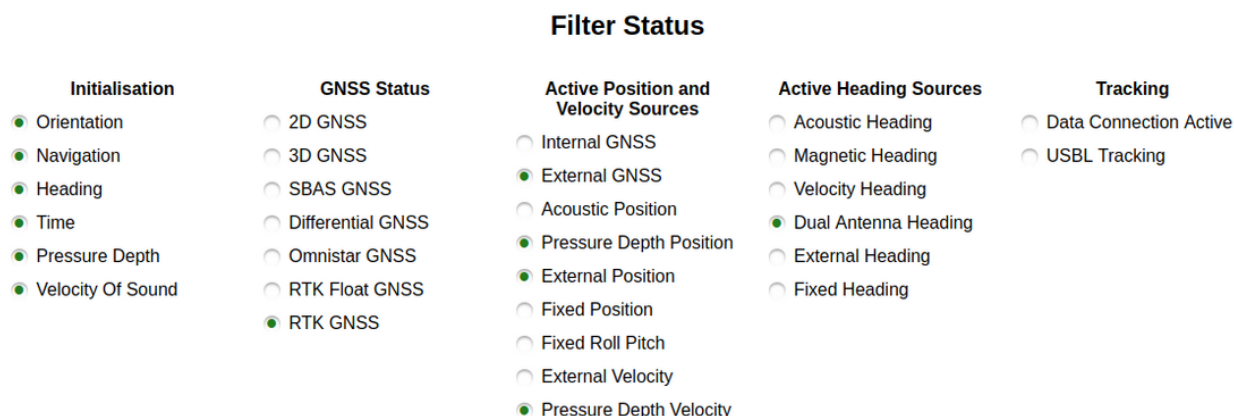 Filter Status
Initialisation
Orientation
Navigation
Heading
Time
Pressure Depth
Velocity Of Sound
GNSS Status
2D GNSS
3D GNSS
SBAS GNSS
Differential GNSS
Omnistar GNSS
RTK Float GNSS
RTK GNSS
Active Position and
Velocity Sources
Internal GNSS
External GNSS
Acoustic Position
Pressure Depth Position
External Position
Fixed Position
Fixed Roll Pitch
External Velocity
Pressure Depth Velocity
Active Heading Sources
Acoustic Heading
Magnetic Heading
Velocity Heading
Dual Antenna Heading
External Heading
Fixed Heading
Tracking
Data Connection Active
USBL Tracking